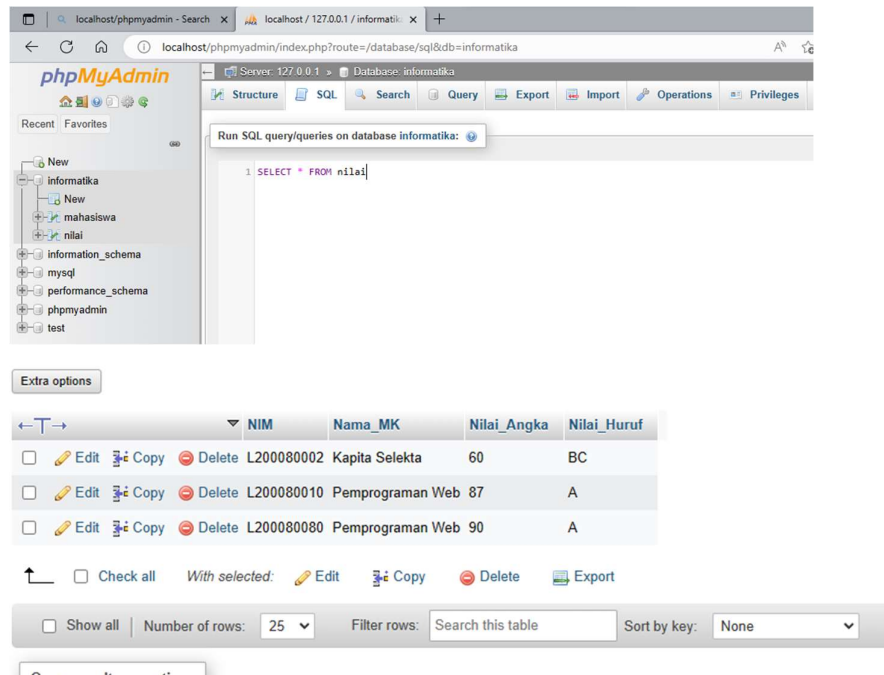 localhost/phpmyadmin - Search
localhost / 127.0.0.1 / informatik
localhost/phpmyadmin/index.php?route=/database/sql&db=informatika
phpMyAdmin
Server: 127.0.0.1 » Database: informatika
Structure SQL Search Query Export Import Operations Privileges
Recent Favorites
Run SQL query/queries on database informatika:
New
1 SELECT * FROM nilai
informatika
New
mahasiswa
nilai
information_schema
mysql
performance_schema
phpmyadmin
test
Extra options
←T→ NIM Nama_MK Nilai_Angka Nilai_Huruf
Edit Copy Delete L200080002 Kapita Selekta 60 BC
Edit Copy Delete L200080010 Pemprograman Web 87 A
Edit Copy Delete L200080080 Pemprograman Web 90 A
Check all With selected: Edit Copy Delete Export
Show all Number of rows: 25 Filter rows: Search this table Sort by key: None